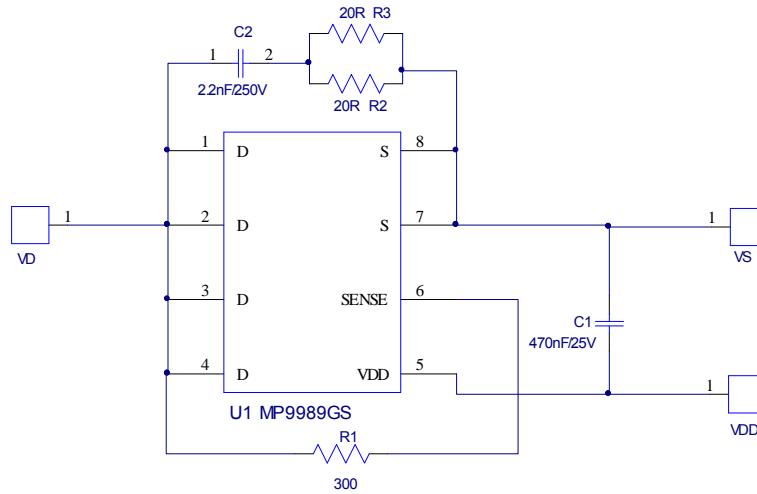 20R R3
C2
1 2
2.2nF/250V
20R R2
1 D S 8
1
VD
2 D S 7
1
VS
3 D SENSE 6
C1
470nF/25V
4 D VDD 5
1
VDD
U1 MP9989GS
R1
300